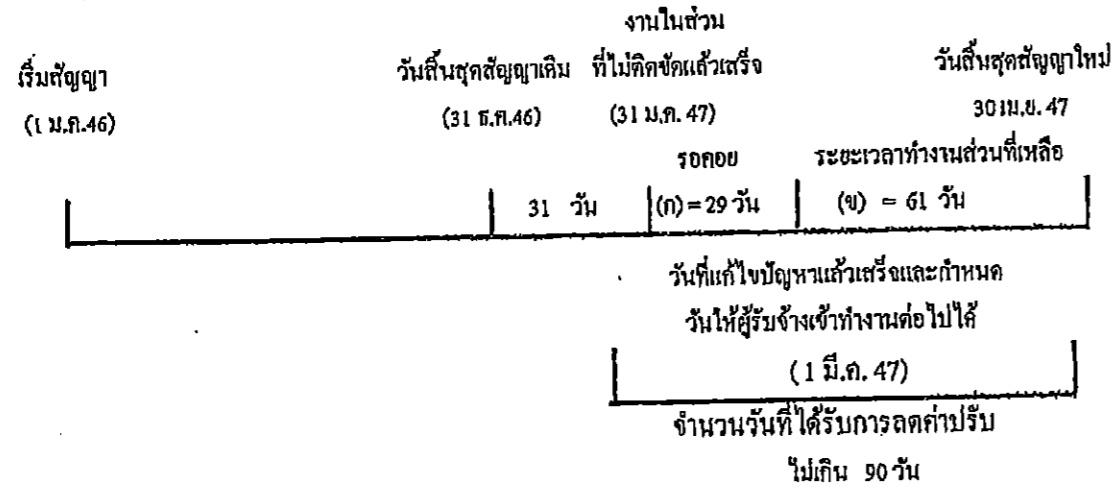 งานในส่วน
เริ่มสัญญา วันสิ้นสุดสัญญาเดิม ที่ไม่ติดขัดแล้วเสร็จ วันสิ้นสุดสัญญาใหม่
(1 ม.ค.46) (31 ธ.ค.46) (31 ม.ค. 47) 30 เม.ย. 47
รอคอย ระยะเวลาทำงานส่วนที่เหลือ
31 วัน (ก) = 29 วัน (ข) = 61 วัน
วันที่แก้ไขปัญหาแล้วเสร็จและกำหนด
วันให้ผู้รับจ้างเข้าทำงานต่อไปได้
(1 มี.ค. 47)
จำนวนวันที่ได้รับการลดค่าปรับ
ไม่เกิน 90 วัน